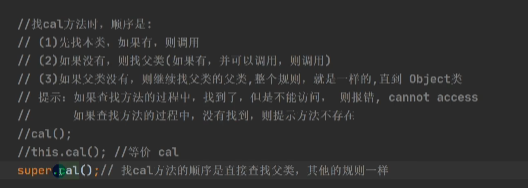 //找cal方法时，顺序是:
// (1)先找本类，如果有，则调用
// (2)如果没有，则找父类(如果有，并可以调用，则调用)
// (3)如果父类没有，则继续找父类的父类,整个规则，就是一样的,直到 Object类
// 提示：如果查找方法的过程中，找到了，但是不能访问， 则报错, cannot access
//      如果查找方法的过程中，没有找到，则提示方法不存在
//cal();
//this.cal(); //等价 cal
super.cal();// 找cal方法的顺序是直接查找父类，其他的规则一样